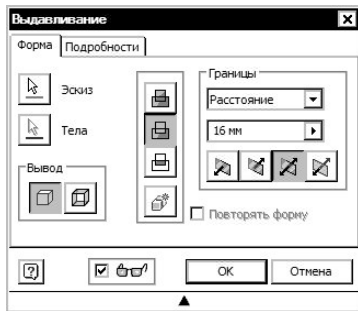 Выдавливание
Форма
Подробности
Эскиз
Тела
Вывод
Границы
Расстояние
16 мм
Повторять форму
OK
Отмена